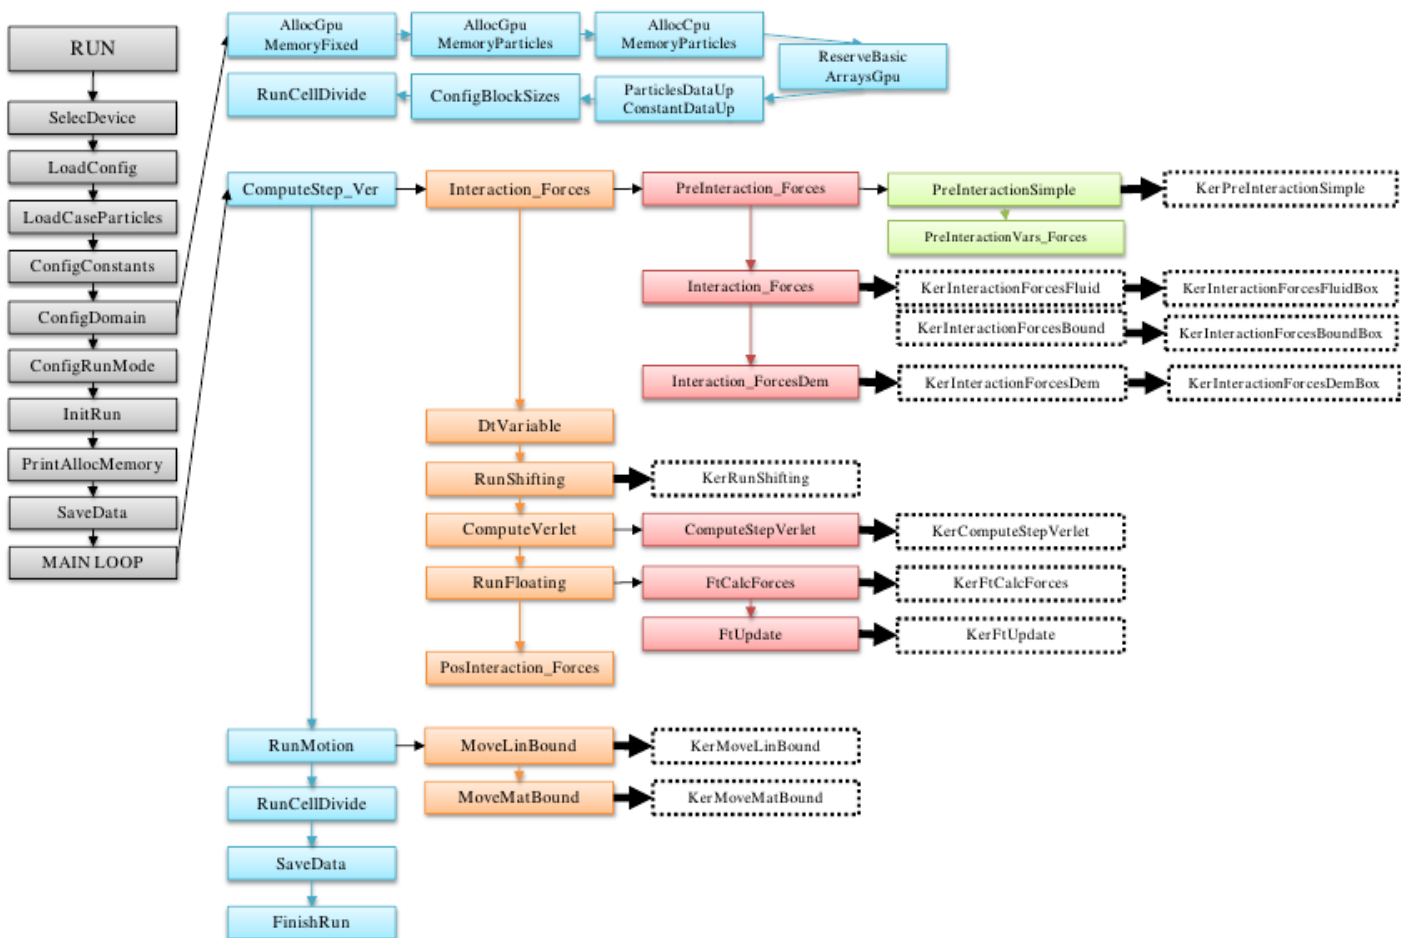 RUN
SelecDevice
LoadConfig
LoadCaseParticles
ConfigConstants
ConfigDomain
ConfigRunMode
InitRun
PrintAllocMemory
SaveData
MAIN LOOP
AllocGpu
MemoryFixed
AllocGpu
MemoryParticles
AllocCpu
MemoryParticles
ReserveBasic
ArraysGpu
ParticlesDataUp
ConstantDataUp
ConfigBlockSizes
RunCellDivide
ComputeStep_Ver
Interaction_Forces
PreInteraction_Forces
PreInteractionSimple
KerPreInteractionSimple
PreInteractionVars_Forces
Interaction_Forces
KerInteractionForcesFluid
KerInteractionForcesFluidBox
KerInteractionForcesBound
KerInteractionForcesBoundBox
Interaction_ForcesDem
KerInteractionForcesDem
KerInteractionForcesDemBox
DtVariable
RunShifting
KerRunShifting
ComputeVerlet
ComputeStepVerlet
KerComputeStepVerlet
RunFloating
FtCalcForces
KerFtCalcForces
FtUpdate
KerFtUpdate
PosInteraction_Forces
RunMotion
MoveLinBound
KerMoveLinBound
MoveMatBound
KerMoveMatBound
RunCellDivide
SaveData
FinishRun